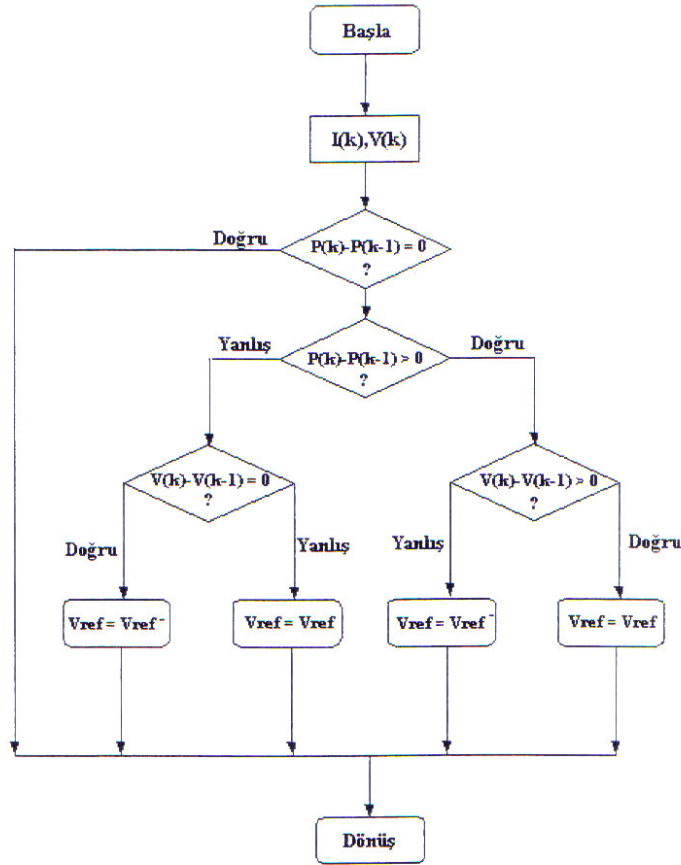 Başla
I(k),V(k)
Doğru
P(k)-P(k-1) = 0
?
Yanlış
P(k)-P(k-1) > 0
?
Doğru
V(k)-V(k-1) = 0
?
V(k)-V(k-1) > 0
?
Doğru
Yanlış
Yanlış
Doğru
Vref = Vref -
Vref = Vref
Vref = Vref -
Vref = Vref
Dönüş